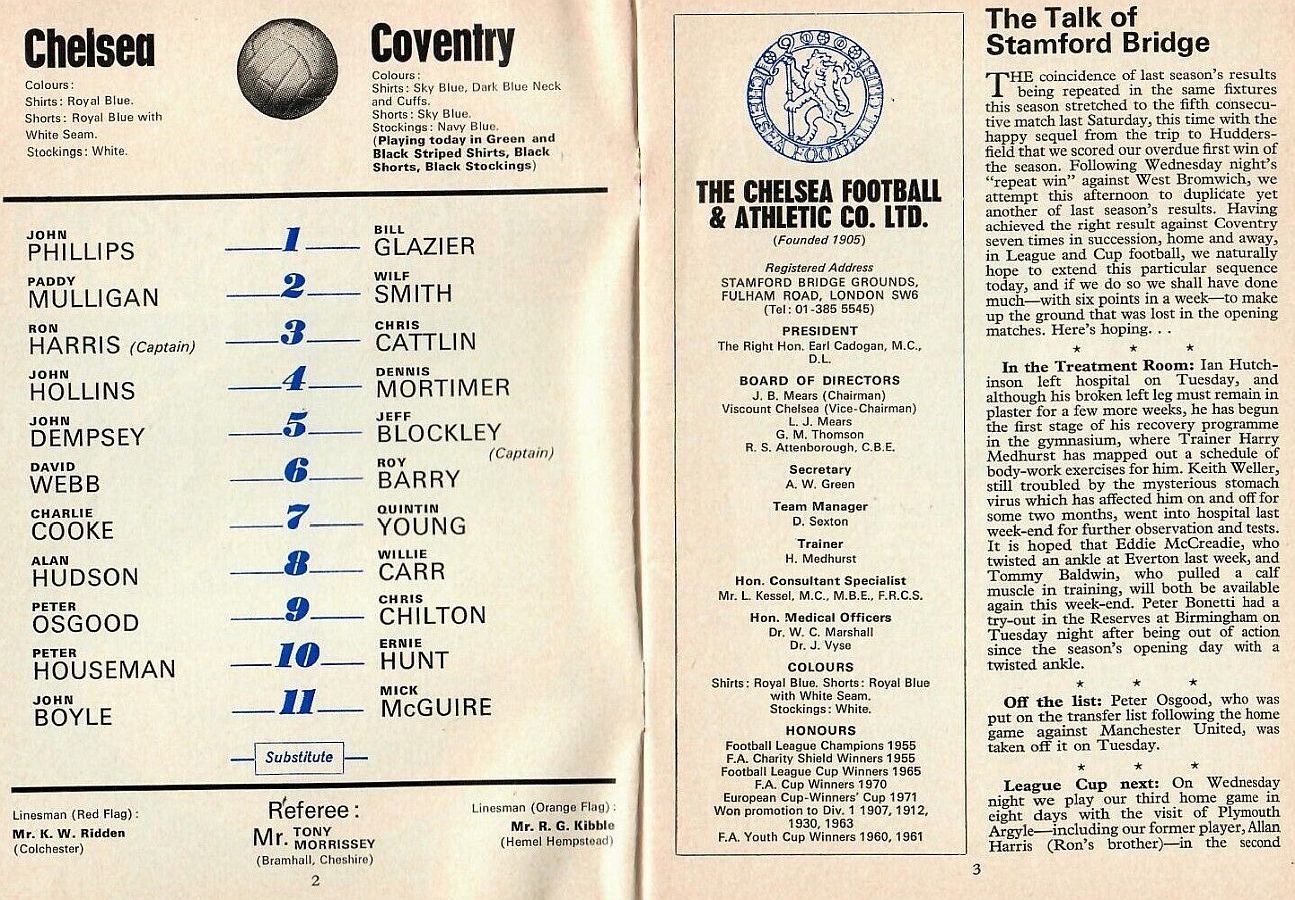 Chelsea
Colours:
Shirts: Royal Blue.
Shorts: Royal Blue with
White Seam.
Stockings: White.
Coventry
Colours:
Shirts: Sky Blue, Dark Blue Neck
and Cuffs.
Shorts: Sky Blue.
Stockings: Navy Blue.
(Playing today in Green and
Black Striped Shirts, Black
Shorts, Black Stockings)
JOHN PHILLIPS 1 BILL GLAZIER
PADDY MULLIGAN 2 WILF SMITH
RON HARRIS (Captain) 3 CHRIS CATTLIN
JOHN HOLLINS 4 DENNIS MORTIMER
JOHN DEMPSEY 5 JEFF BLOCKLEY (Captain)
DAVID WEBB 6 ROY BARRY
CHARLIE COOKE 7 QUINTIN YOUNG
ALAN HUDSON 8 WILLIE CARR
PETER OSGOOD 9 CHRIS CHILTON
PETER HOUSEMAN 10 ERNIE HUNT
JOHN BOYLE 11 MICK McGUIRE
Substitute
Linesman (Red Flag):
Mr. K. W. Ridden
(Colchester)
Referee:
Mr. TONY MORRISSEY
(Bramhall, Cheshire)
Linesman (Orange Flag):
Mr. R. G. Kibble
(Hemel Hempstead)
2
CHELSEA FOOTBALL CLUB
THE CHELSEA FOOTBALL
& ATHLETIC CO. LTD.
(Founded 1905)
Registered Address
STAMFORD BRIDGE GROUNDS,
FULHAM ROAD, LONDON SW6
(Tel: 01-385 5545)
PRESIDENT
The Right Hon. Earl Cadogan, M.C.,
D.L.
BOARD OF DIRECTORS
J. B. Mears (Chairman)
Viscount Chelsea (Vice-Chairman)
L. J. Mears
G. M. Thomson
R. S. Attenborough, C.B.E.
Secretary
A. W. Green
Team Manager
D. Sexton
Trainer
H. Medhurst
Hon. Consultant Specialist
Mr. L. Kessel, M.C., M.B.E., F.R.C.S.
Hon. Medical Officers
Dr. W. C. Marshall
Dr. J. Vyse
COLOURS
Shirts: Royal Blue. Shorts: Royal Blue
with White Seam.
Stockings: White.
HONOURS
Football League Champions 1955
F.A. Charity Shield Winners 1955
Football League Cup Winners 1965
F.A. Cup Winners 1970
European Cup-Winners' Cup 1971
Won promotion to Div. 1 1907, 1912,
1930, 1963
F.A. Youth Cup Winners 1960, 1961
The Talk of
Stamford Bridge
THE coincidence of last season's results
being repeated in the same fixtures
this season stretched to the fifth consecu-
tive match last Saturday, this time with the
happy sequel from the trip to Hudders-
field that we scored our overdue first win of
the season. Following Wednesday night's
"repeat win" against West Bromwich, we
attempt this afternoon to duplicate yet
another of last season's results. Having
achieved the right result against Coventry
seven times in succession, home and away,
in League and Cup football, we naturally
hope to extend this particular sequence
today, and if we do so we shall have done
much—with six points in a week—to make
up the ground that was lost in the opening
matches. Here's hoping. . .
* * *
In the Treatment Room: Ian Hutch-
inson left hospital on Tuesday, and
although his broken left leg must remain in
plaster for a few more weeks, he has begun
the first stage of his recovery programme
in the gymnasium, where Trainer Harry
Medhurst has mapped out a schedule of
body-work exercises for him. Keith Weller,
still troubled by the mysterious stomach
virus which has affected him on and off for
some two months, went into hospital last
week-end for further observation and tests.
It is hoped that Eddie McCreadie, who
twisted an ankle at Everton last week, and
Tommy Baldwin, who pulled a calf
muscle in training, will both be available
again this week-end. Peter Bonetti had a
try-out in the Reserves at Birmingham on
Tuesday night after being out of action
since the season's opening day with a
twisted ankle.
* * *
Off the list: Peter Osgood, who was
put on the transfer list following the home
game against Manchester United, was
taken off it on Tuesday.
* * *
League Cup next: On Wednesday
night we play our third home game in
eight days with the visit of Plymouth
Argyle—including our former player, Allan
Harris (Ron's brother)—in the second
3